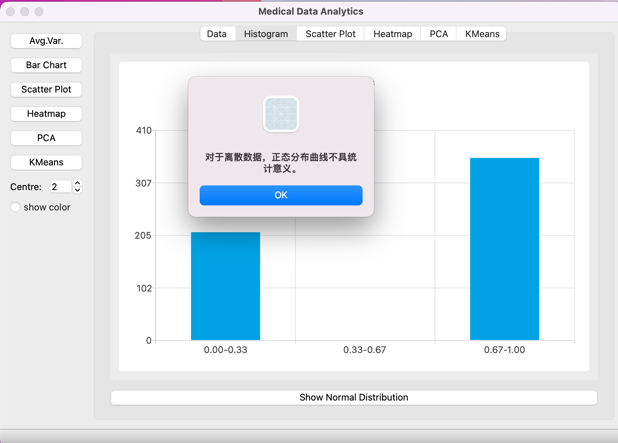 Medical Data Analytics
Data Histogram Scatter Plot Heatmap PCA KMeans
Avg.Var.
Bar Chart
Scatter Plot
Heatmap
PCA
KMeans
Centre: 2
show color
对于离散数据，正态分布曲线不具统
计意义。
OK
410
307
205
102
0
0.00-0.33 0.33-0.67 0.67-1.00
Show Normal Distribution